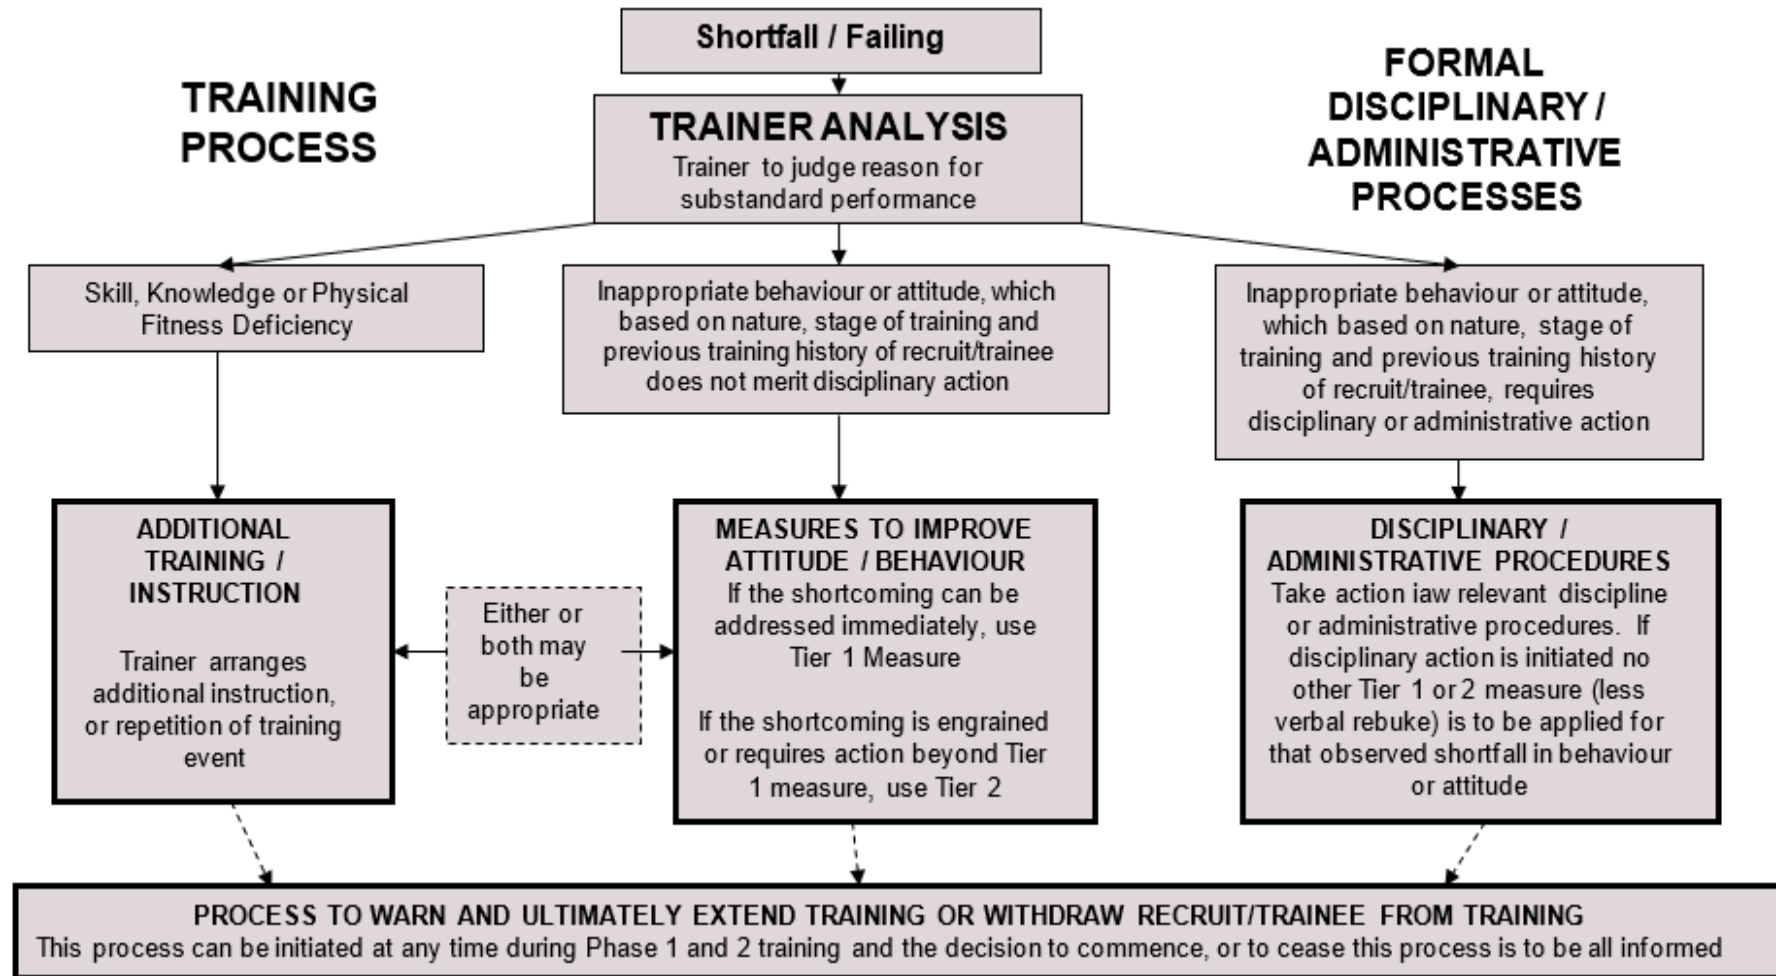 Shortfall / Failing
TRAINING
PROCESS
FORMAL
DISCIPLINARY /
ADMINISTRATIVE
PROCESSES
TRAINER ANALYSIS
Trainer to judge reason for
substandard performance
Skill, Knowledge or Physical
Fitness Deficiency
Inappropriate behaviour or attitude, which
based on nature, stage of training and
previous training history of recruit/trainee
does not merit disciplinary action
Inappropriate behaviour or attitude,
which based on nature, stage of
training and previous training history
of recruit/trainee, requires
disciplinary or administrative action
ADDITIONAL
TRAINING /
INSTRUCTION
Trainer arranges
additional instruction,
or repetition of training
event
Either or
both may
be
appropriate
MEASURES TO IMPROVE
ATTITUDE / BEHAVIOUR
If the shortcoming can be
addressed immediately, use
Tier 1 Measure
If the shortcoming is engrained
or requires action beyond Tier
1 measure, use Tier 2
DISCIPLINARY /
ADMINISTRATIVE PROCEDURES
Take action iaw relevant discipline
or administrative procedures. If
disciplinary action is initiated no
other Tier 1 or 2 measure (less
verbal rebuke) is to be applied for
that observed shortfall in behaviour
or attitude
PROCESS TO WARN AND ULTIMATELY EXTEND TRAINING OR WITHDRAW RECRUIT/TRAINEE FROM TRAINING
This process can be initiated at any time during Phase 1 and 2 training and the decision to commence, or to cease this process is to be all informed